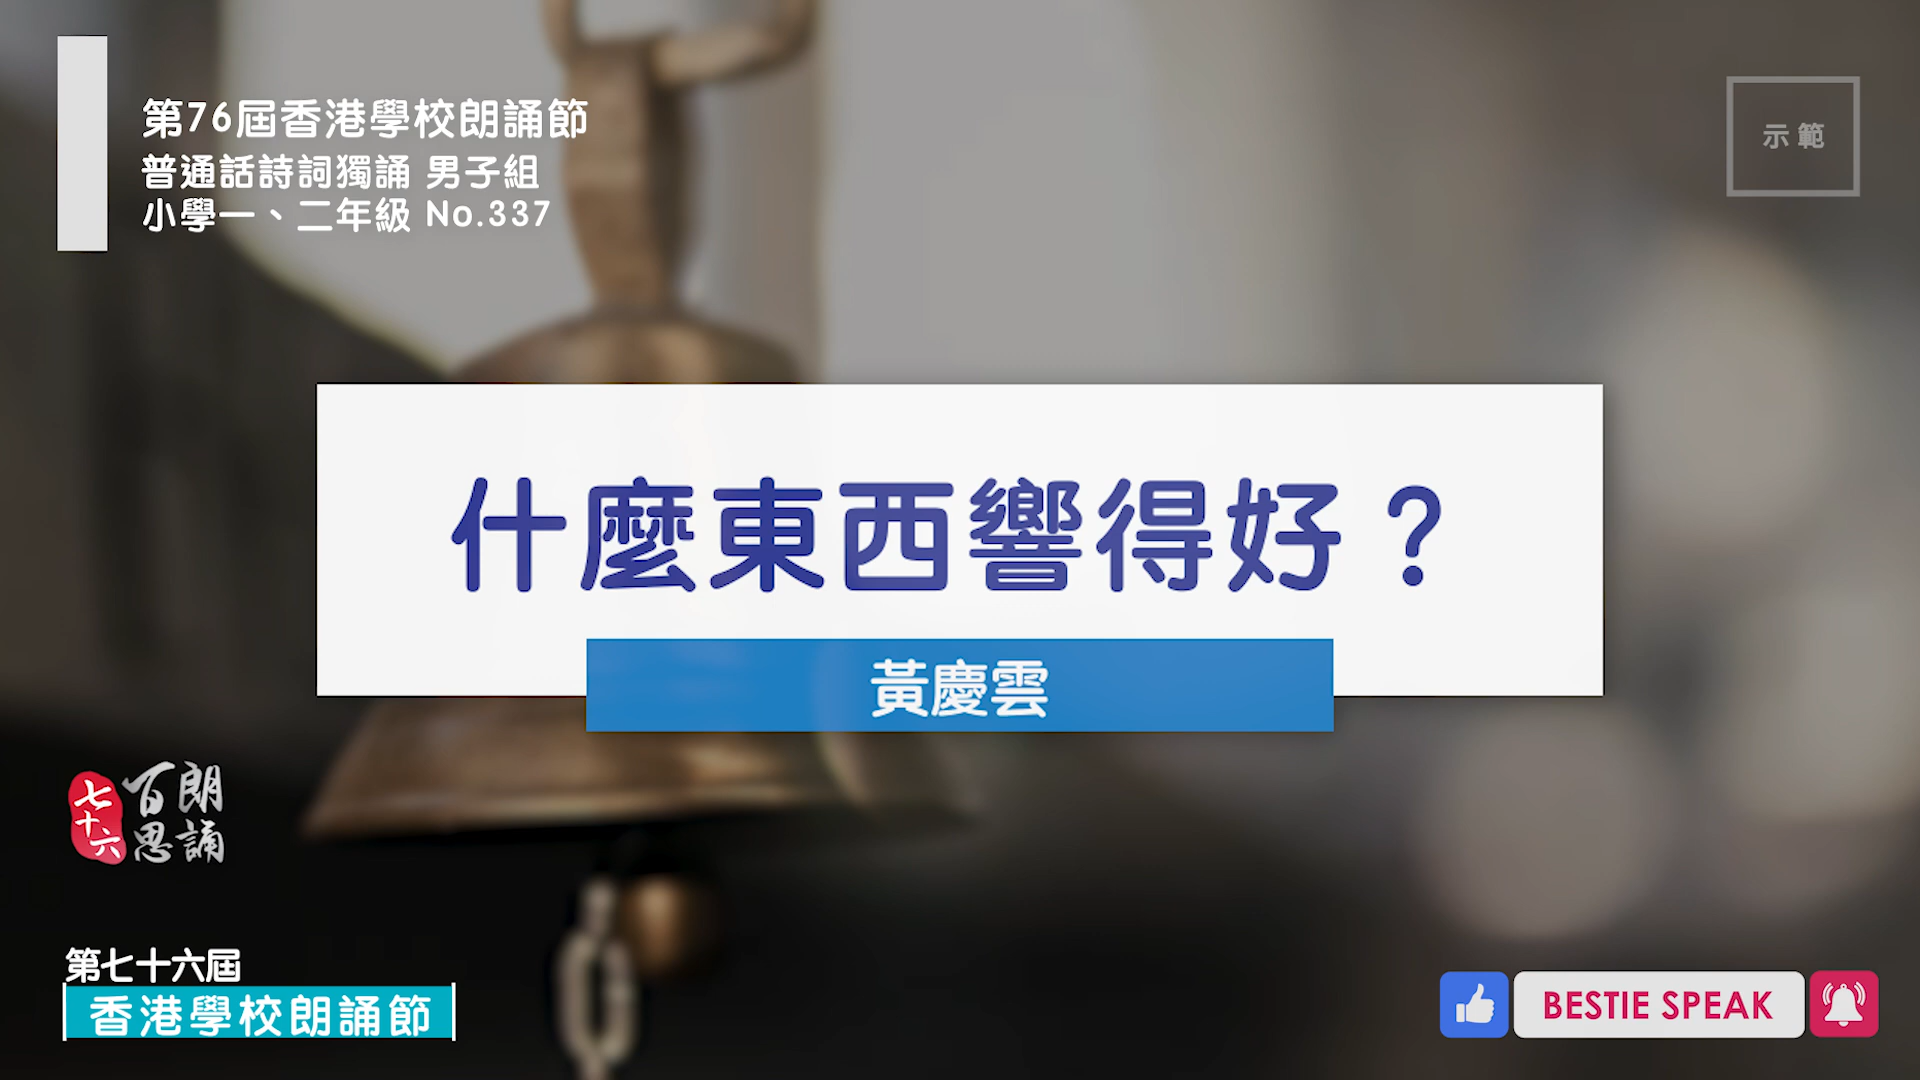 第76屆香港學校朗誦節
普通話詩詞獨誦 男子組
小學一、二年級 No.337
示範
什麼東西響得好？
黃慶雲
七十六
百思
朗誦
第七十六屆
香港學校朗誦節
BESTIE SPEAK